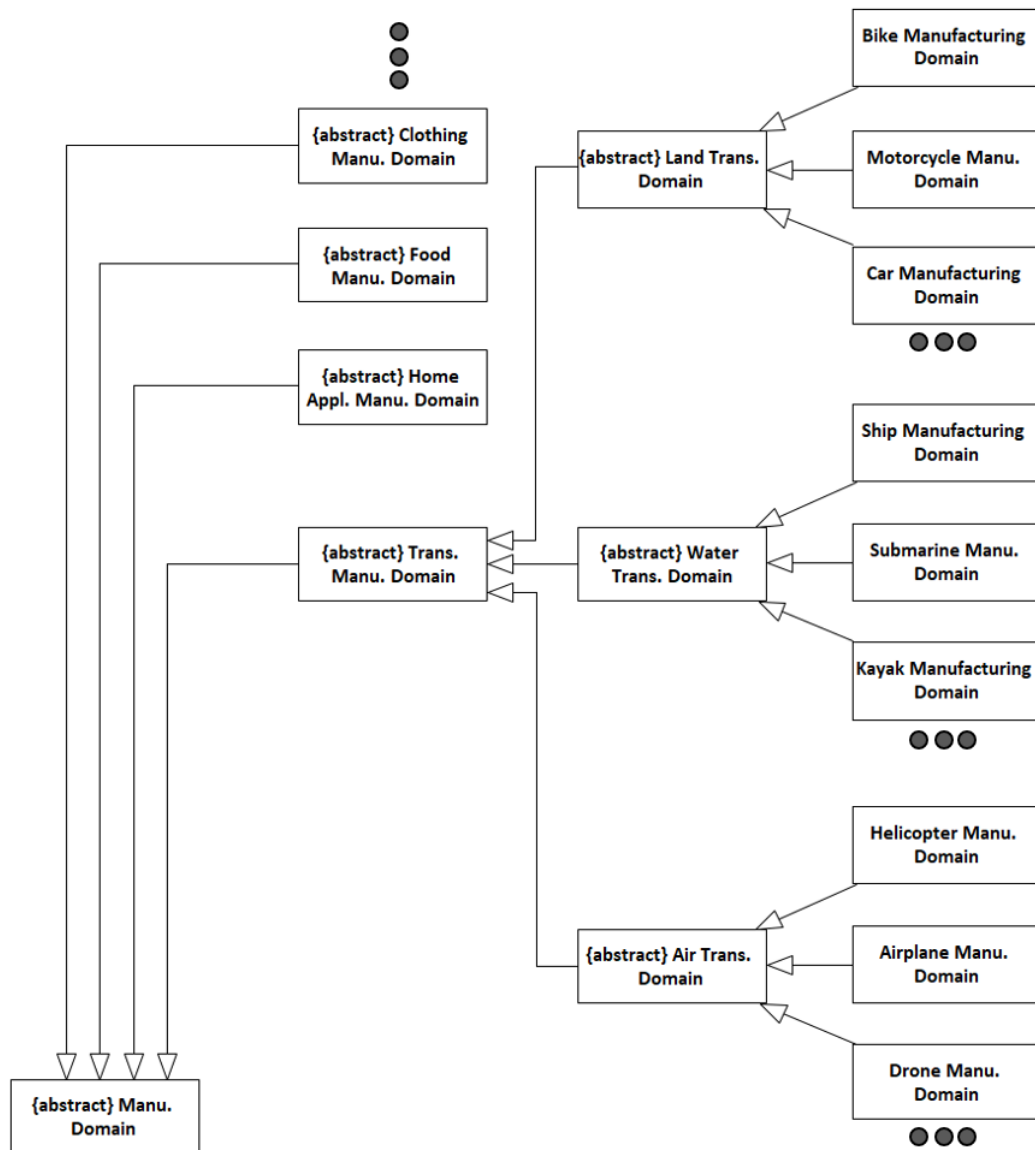 {abstract} Clothing
Manu. Domain
{abstract} Food
Manu. Domain
{abstract} Home
Appl. Manu. Domain
{abstract} Trans.
Manu. Domain
{abstract} Manu.
Domain
{abstract} Land Trans.
Domain
{abstract} Water
Trans. Domain
{abstract} Air Trans.
Domain
Bike Manufacturing
Domain
Motorcycle Manu.
Domain
Car Manufacturing
Domain
Ship Manufacturing
Domain
Submarine Manu.
Domain
Kayak Manufacturing
Domain
Helicopter Manu.
Domain
Airplane Manu.
Domain
Drone Manu.
Domain